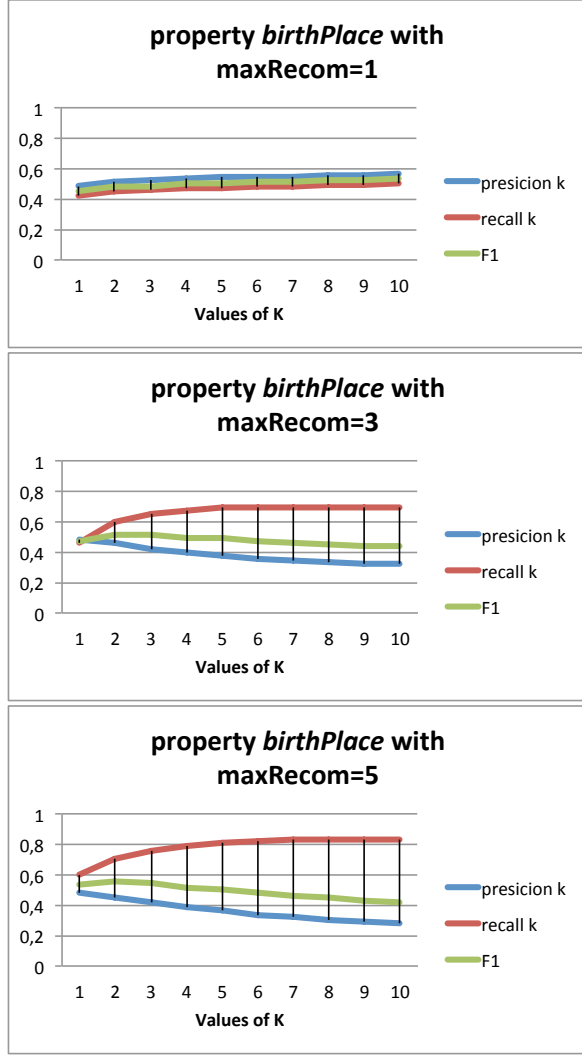 property birthPlace with
maxRecom=1
1
0,8
0,6
0,4
0,2
0
1 2 3 4 5 6 7 8 9 10
Values of K
presicion k
recall k
F1
property birthPlace with
maxRecom=3
1
0,8
0,6
0,4
0,2
0
1 2 3 4 5 6 7 8 9 10
Values of K
presicion k
recall k
F1
property birthPlace with
maxRecom=5
1
0,8
0,6
0,4
0,2
0
1 2 3 4 5 6 7 8 9 10
Values of K
presicion k
recall k
F1